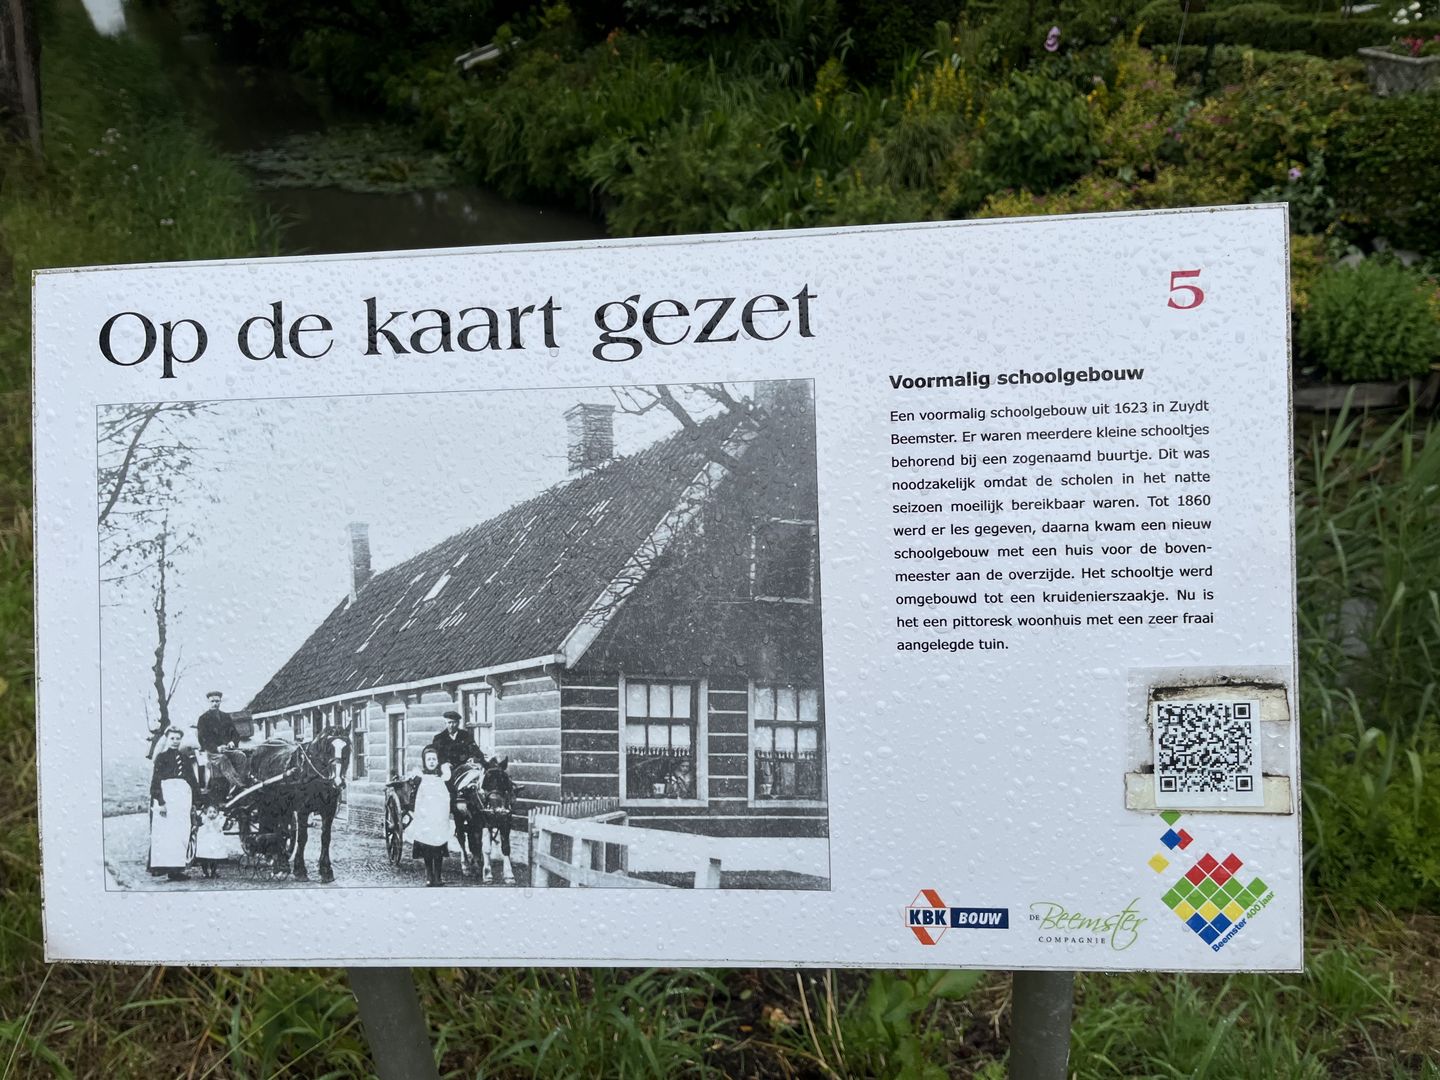 Op de kaart gezet
5
Voormalig schoolgebouw
Een voormalig schoolgebouw uit 1623 in Zuydt
Beemster. Er waren meerdere kleine schooltjes
behorend bij een zogenaamd buurtje. Dit was
noodzakelijk omdat de scholen in het natte
seizoen moeilijk bereikbaar waren. Tot 1860
werd er les gegeven, daarna kwam een nieuw
schoolgebouw met een huis voor de boven-
meester aan de overzijde. Het schooltje werd
omgebouwd tot een kruidenierszaakje. Nu is
het een pittoresk woonhuis met een zeer fraai
aangelegde tuin.
KBK BOUW
DE Beemster
COMPAGNIE
Beemster 400 jaar